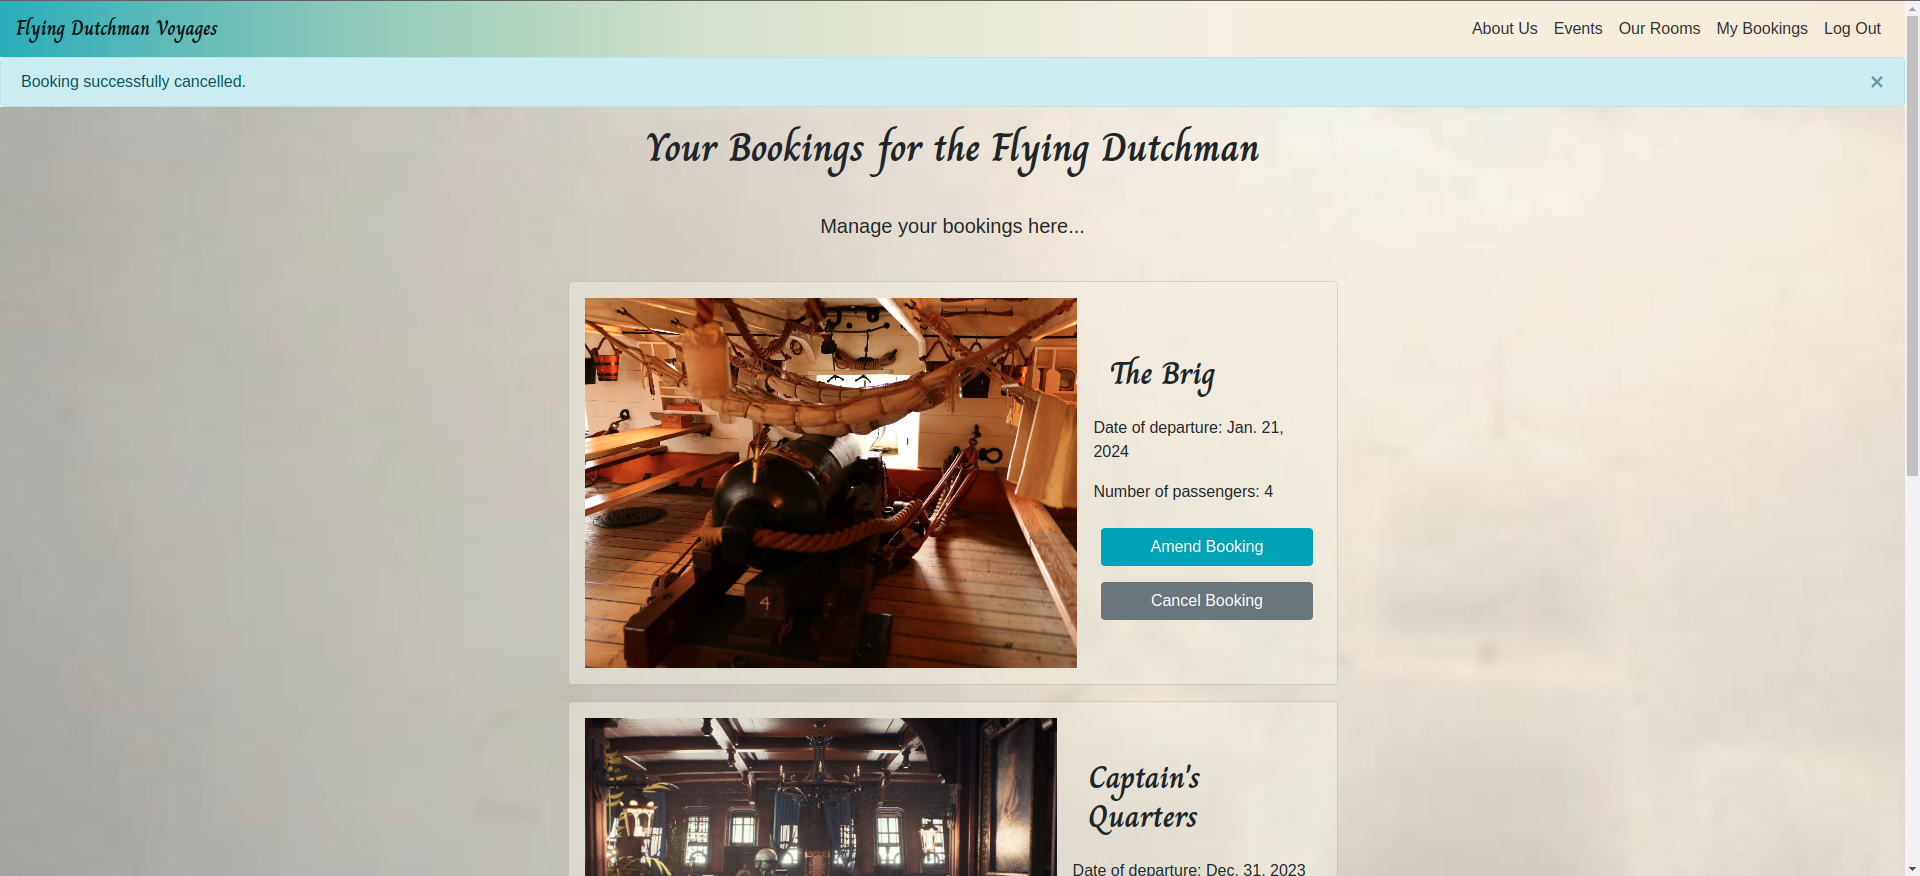 Flying Dutchman Voyages
About Us Events Our Rooms My Bookings Log Out
Booking successfully cancelled. ×
Your Bookings for the Flying Dutchman
Manage your bookings here...
The Brig
Date of departure: Jan. 21,
2024
Number of passengers: 4
Amend Booking
Cancel Booking
4
Captain's
Quarters
Date of departure: Dec. 31, 2023